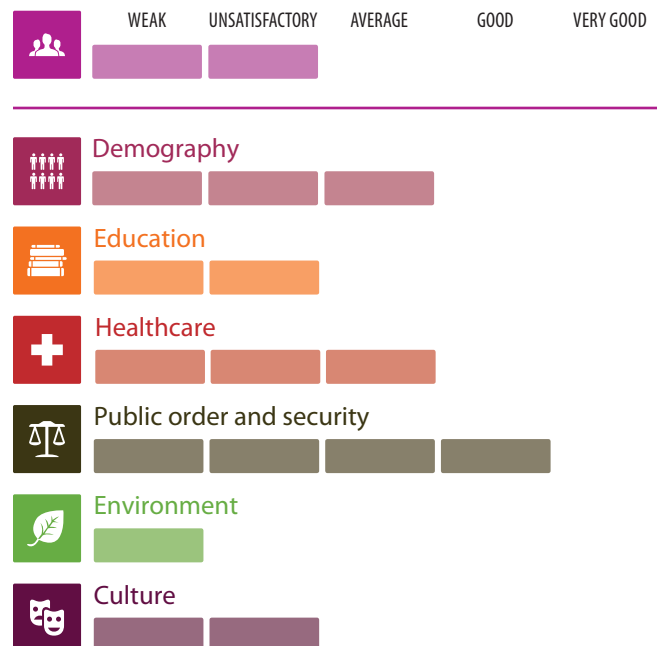 WEAK UNSATISFACTORY AVERAGE GOOD VERY GOOD
Demography
Education
Healthcare
Public order and security
Environment
Culture